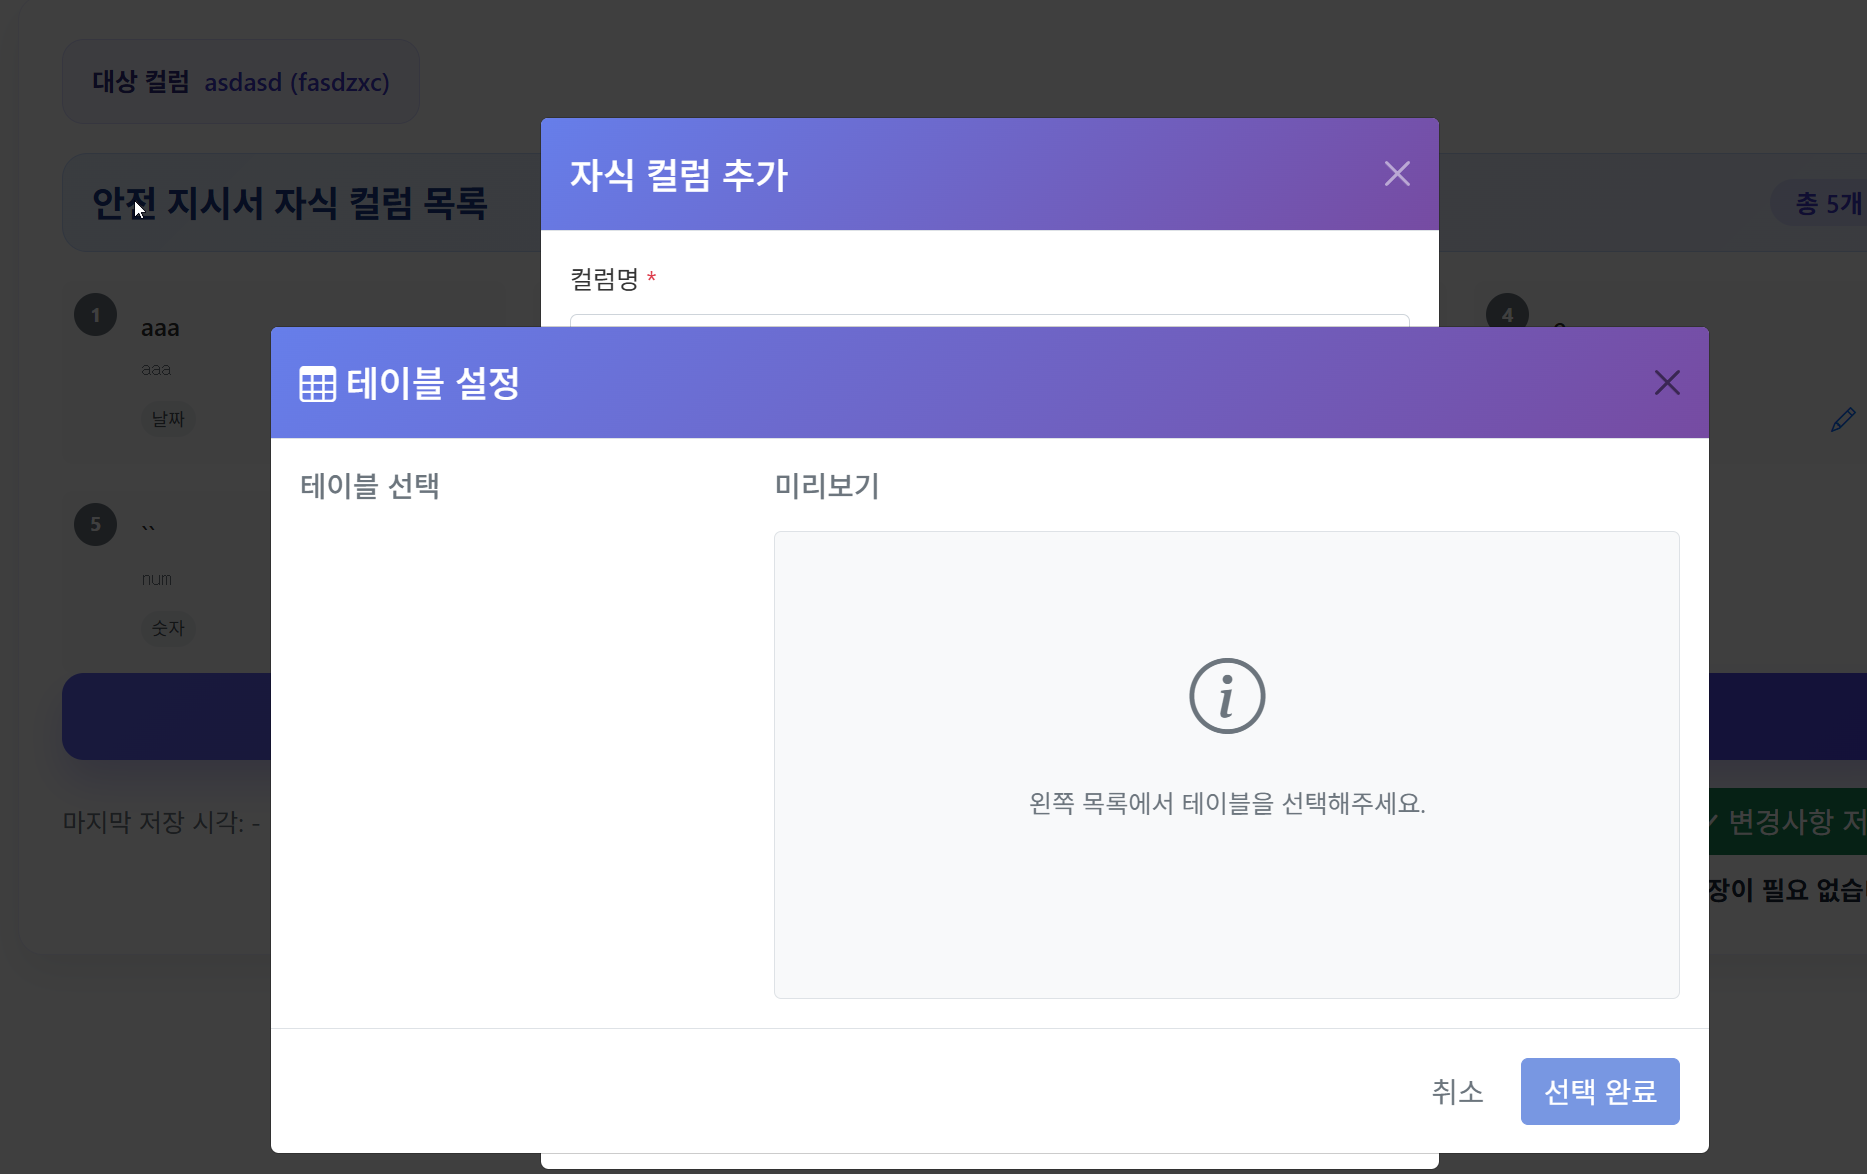 대상 컬럼 asdasd (fasdzxc)
안전 지시서 자식 컬럼 목록
총 5개
자식 컬럼 추가
컬럼명 *
1
aaa
aaa
날짜
4
5
``
num
숫자
테이블 설정
테이블 선택
미리보기
i
왼쪽 목록에서 테이블을 선택해주세요.
취소
선택 완료
마지막 저장 시각: -
변경사항 저
장이 필요 없습